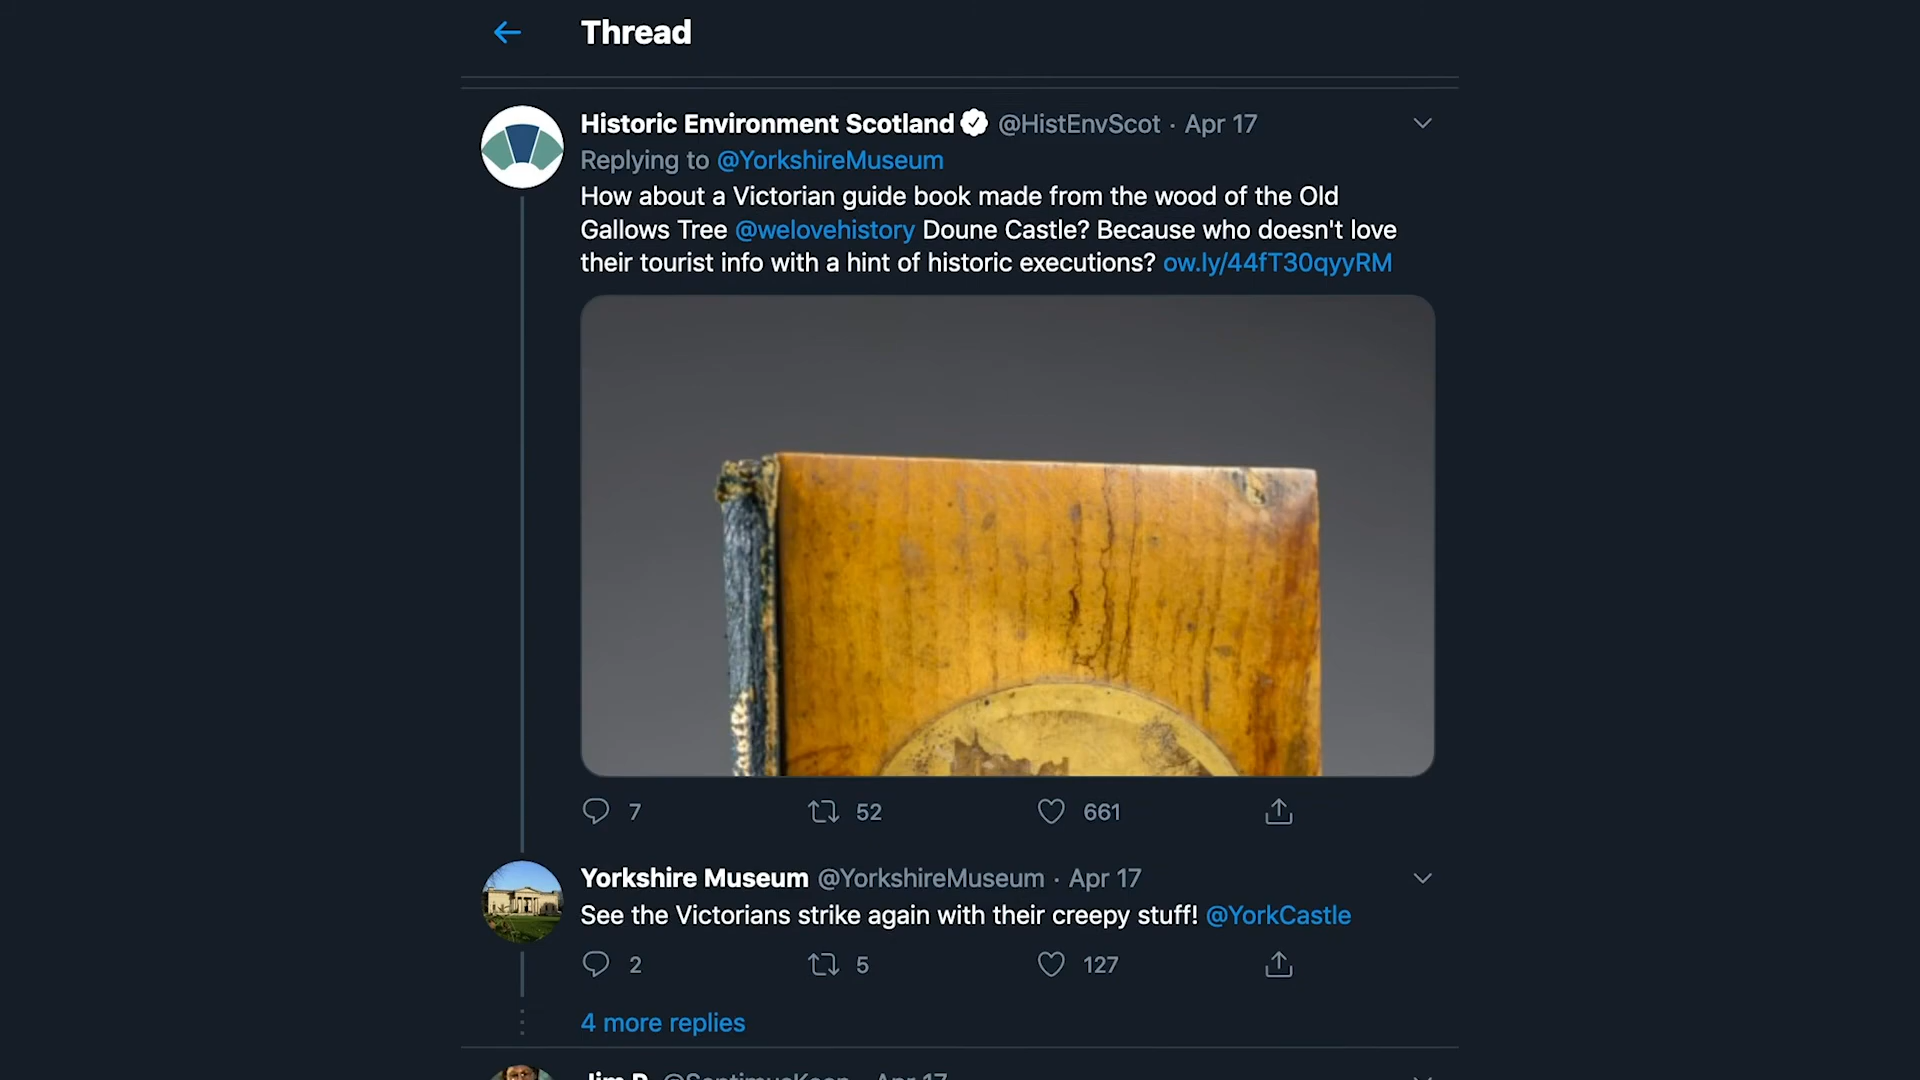 Thread
Historic Environment Scotland @HistEnvScot · Apr 17
Replying to @YorkshireMuseum
How about a Victorian guide book made from the wood of the Old
Gallows Tree @welovehistory Doune Castle? Because who doesn't love
their tourist info with a hint of historic executions? ow.ly/44fT30qyyRM
7 52 661
Yorkshire Museum @YorkshireMuseum · Apr 17
See the Victorians strike again with their creepy stuff! @YorkCastle
2 5 127
4 more replies